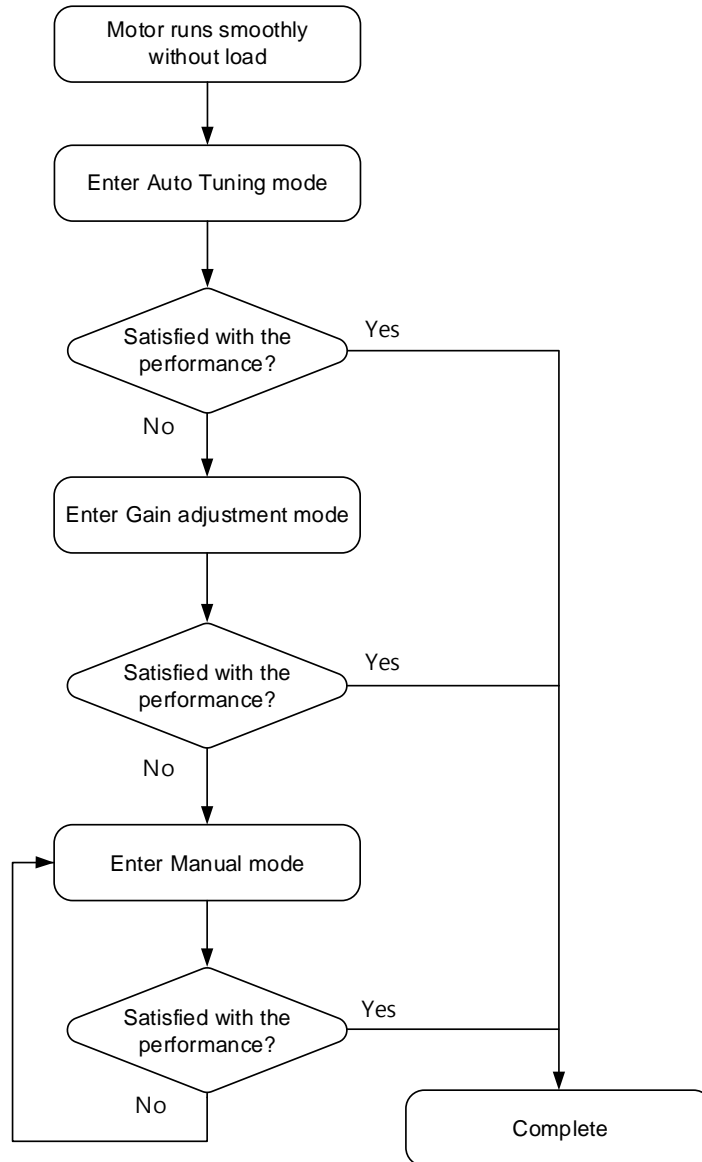 Motor runs smoothly
without load
Enter Auto Tuning mode
Satisfied with the
performance?
Yes
No
Enter Gain adjustment mode
Satisfied with the
performance?
Yes
No
Enter Manual mode
Satisfied with the
performance?
Yes
No
Complete